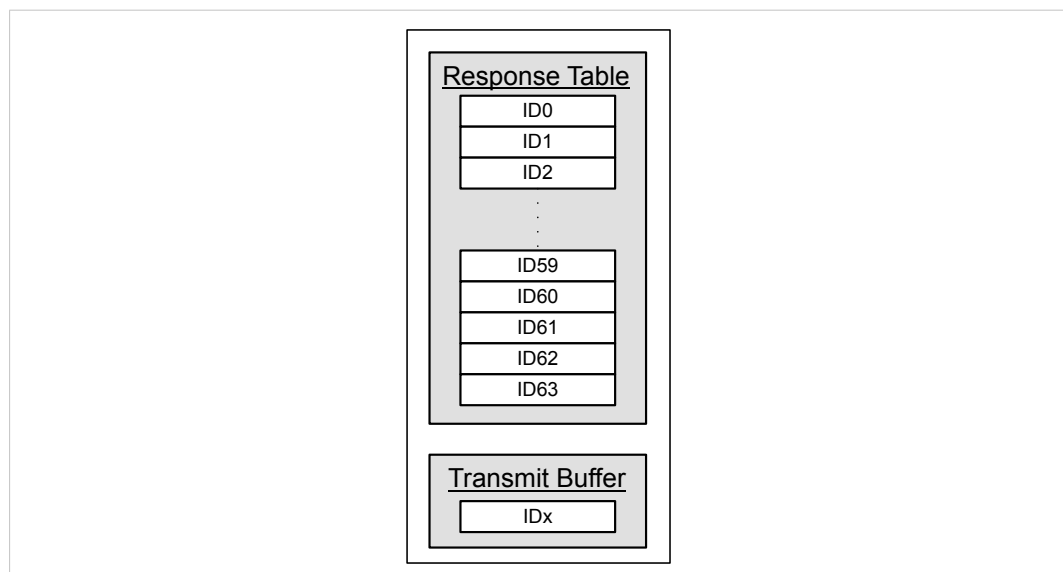 Response Table
ID0
ID1
ID2
ID59
ID60
ID61
ID62
ID63
Transmit Buffer
IDx